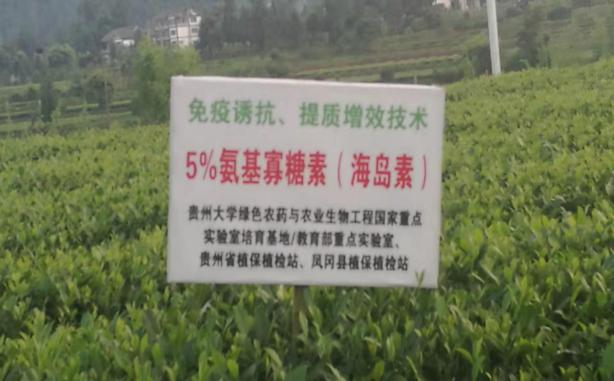 免疫诱抗、提质增效技术
5%氨基寡糖素（海岛素）
贵州大学绿色农药与农业生物工程国家重点
实验室培育基地/教育部重点实验室、
贵州省植保植检站、凤冈县植保植检站